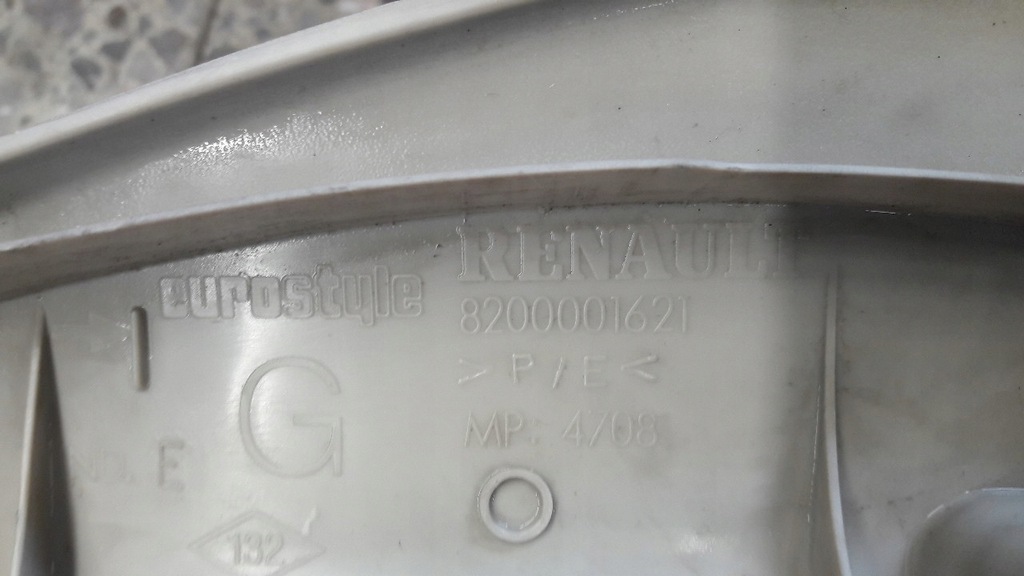 RENAULT
eurostyle
8200001621
>P/E<
G
MP: 4/08
E
132